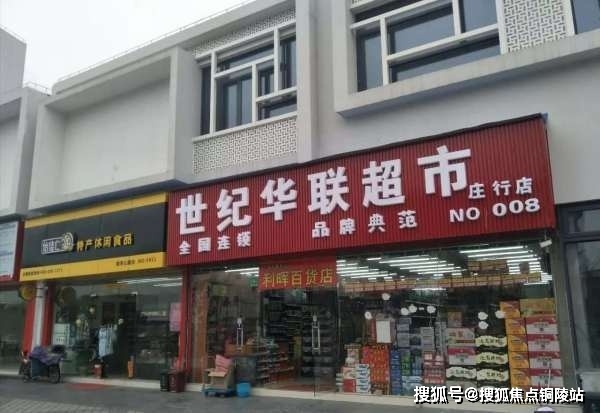 世纪华联超市 庄行店
全国连锁 品牌典范 NO 008
利晖百货店
特产休闲食品
搜狐号@搜狐焦点铜陵站